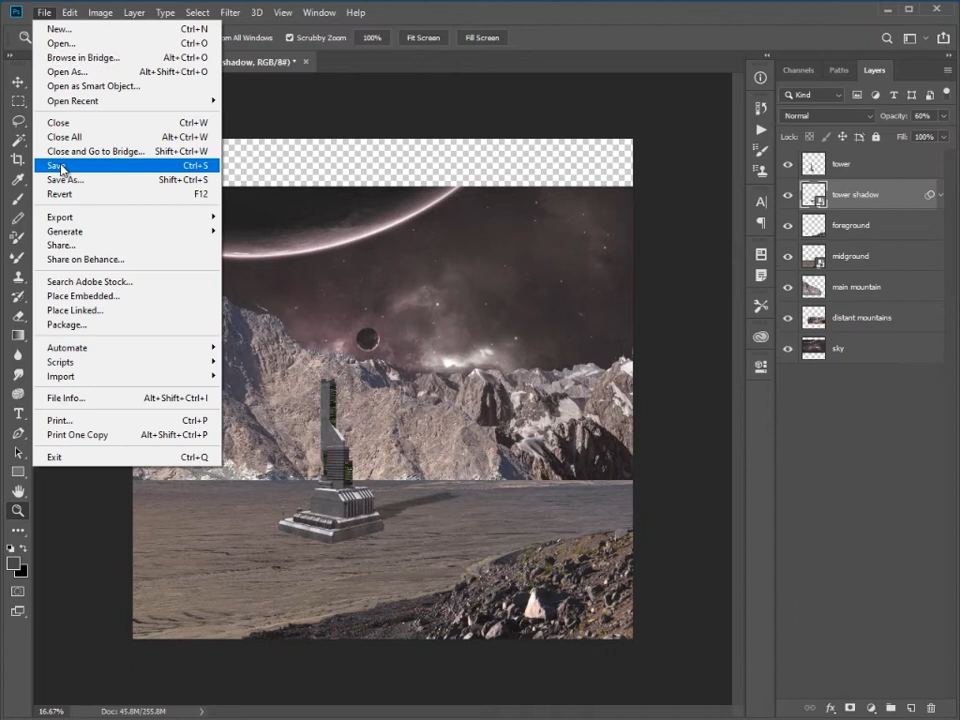 Ps File Edit Image Layer Type Select Filter 3D View Window Help
All Windows Scrubby Zoom 100% Fit Screen Fill Screen
shadow, RGB/8#) *
New... Ctrl+N
Open... Ctrl+O
Browse in Bridge... Alt+Ctrl+O
Open As... Alt+Shift+Ctrl+O
Open as Smart Object...
Open Recent
Close Ctrl+W
Close All Alt+Ctrl+W
Close and Go to Bridge... Shift+Ctrl+W
Save Ctrl+S
Save As... Shift+Ctrl+S
Revert F12
Export
Generate
Share...
Share on Behance...
Search Adobe Stock...
Place Embedded...
Place Linked...
Package...
Automate
Scripts
Import
File Info... Alt+Shift+Ctrl+I
Print... Ctrl+P
Print One Copy Alt+Shift+Ctrl+P
Exit Ctrl+Q
Channels Paths Layers
Kind
Normal Opacity: 60%
Lock: Fill: 100%
tower
tower shadow
foreground
midground
main mountain
distant mountains
sky
16.67% Doc: 45.8M/255.8M
fx